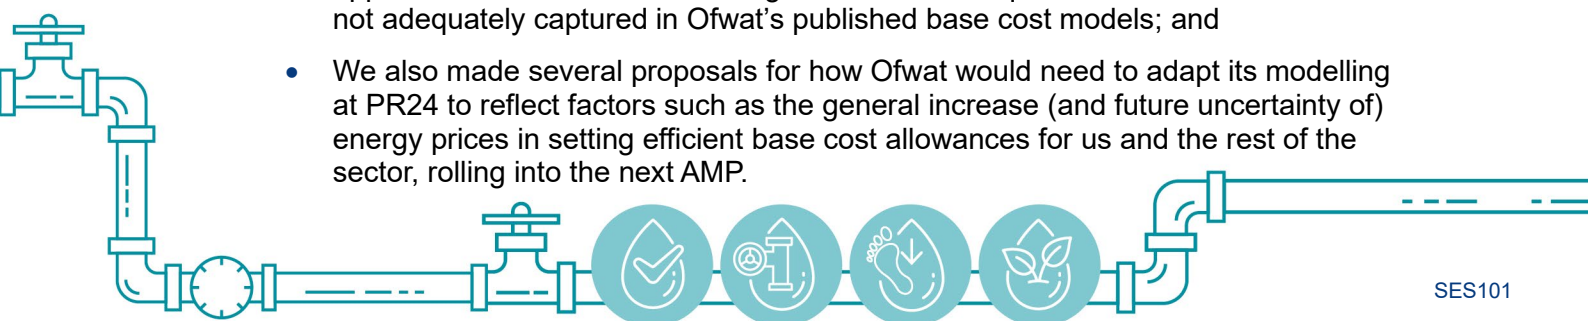 not adequately captured in Ofwat's published base cost models; and
• We also made several proposals for how Ofwat would need to adapt its modelling
at PR24 to reflect factors such as the general increase (and future uncertainty of)
energy prices in setting efficient base cost allowances for us and the rest of the
sector, rolling into the next AMP.
SES101